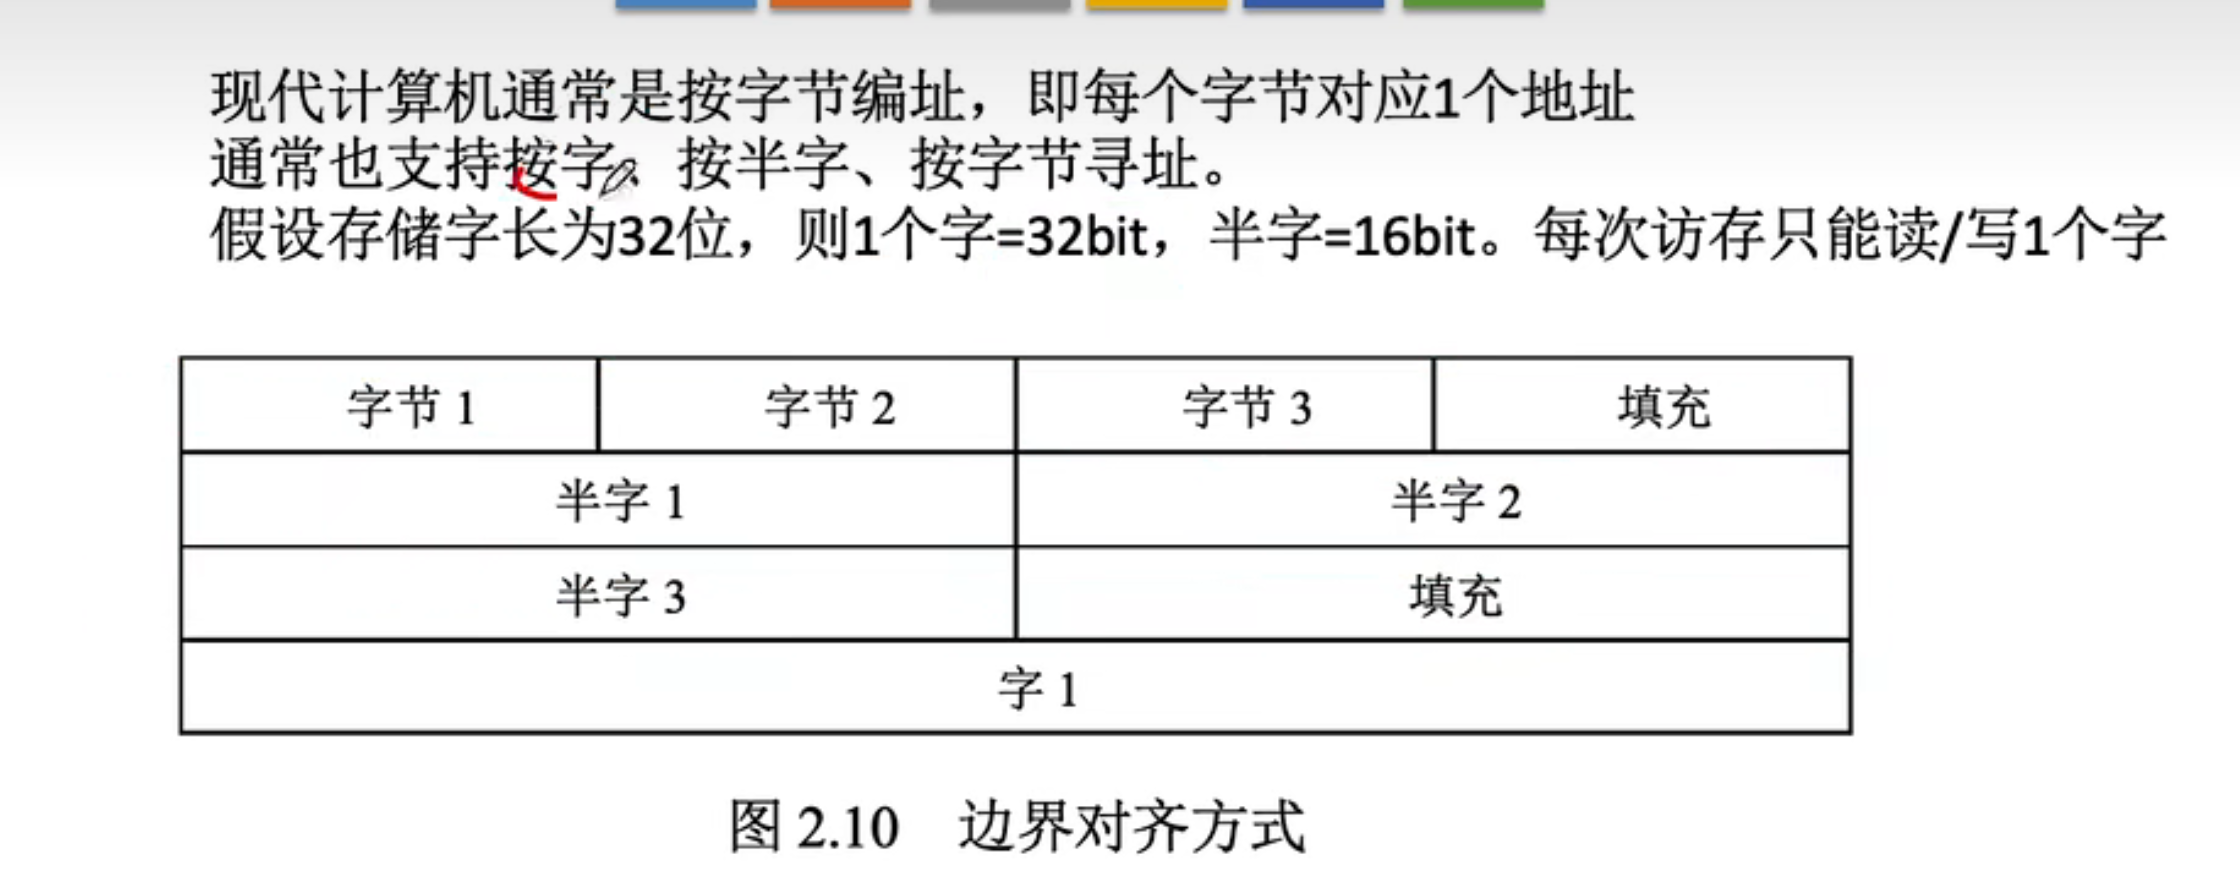 现代计算机通常是按字节编址，即每个字节对应1个地址
通常也支持按字、按半字、按字节寻址。
假设存储字长为32位，则1个字=32bit，半字=16bit。每次访存只能读/写1个字
字节 1 字节 2 字节 3 填充
半字 1 半字 2
半字 3 填充
字 1
图 2.10 边界对齐方式